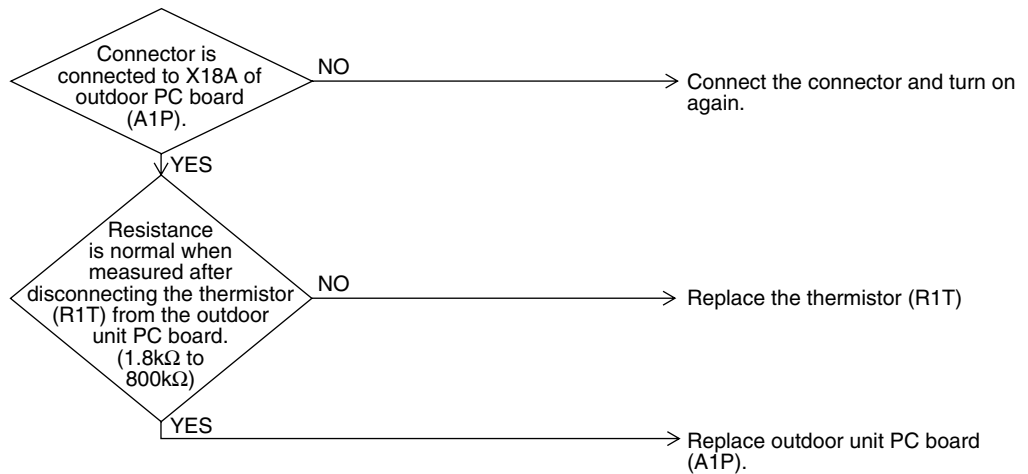 Connector is
connected to X18A of
outdoor PC board
(A1P).
NO
Connect the connector and turn on
again.
YES
Resistance
is normal when
measured after
disconnecting the thermistor
(R1T) from the outdoor
unit PC board.
(1.8kΩ to
800kΩ)
NO
Replace the thermistor (R1T)
YES
Replace outdoor unit PC board
(A1P).